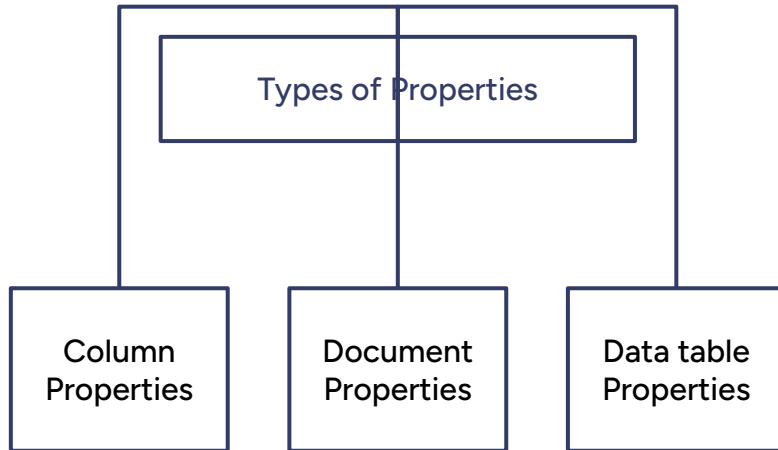 Types of Properties
Column
Properties
Document
Properties
Data table
Properties